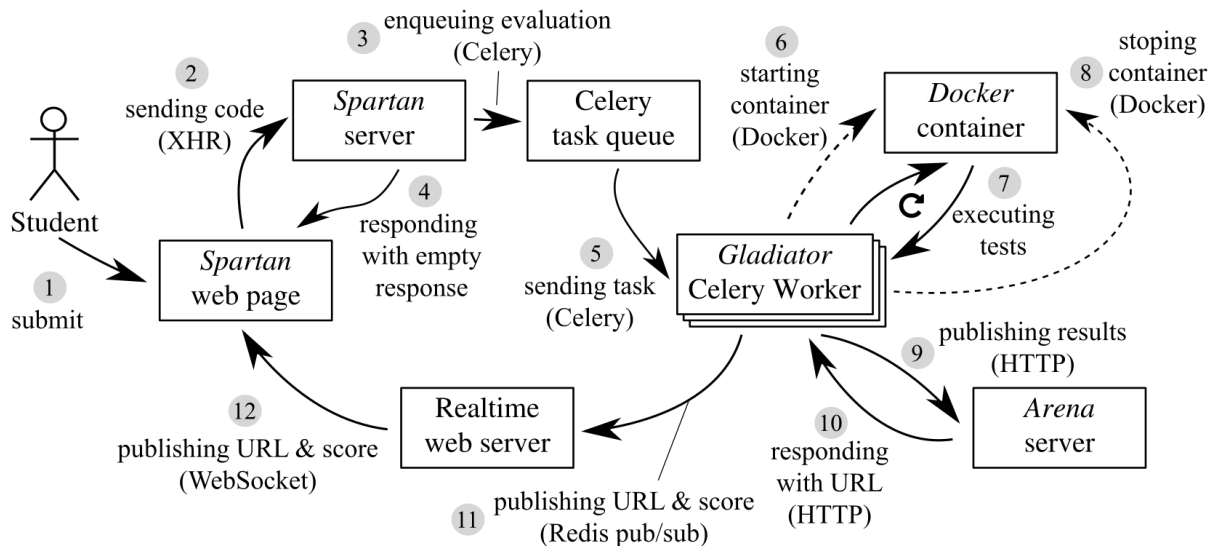 3
enqueuing evaluation
(Celery)
2
sending code
(XHR)
Spartan
server
Celery
task queue
6
starting
container
(Docker)
Docker
container
8
stoping
container
(Docker)
Student
4
responding
with empty
response
7
executing
tests
1
submit
Spartan
web page
5
sending task
(Celery)
Gladiator
Celery Worker
9
publishing results
(HTTP)
12
publishing URL & score
(WebSocket)
Realtime
web server
10
responding
with URL
(HTTP)
Arena
server
11
publishing URL & score
(Redis pub/sub)